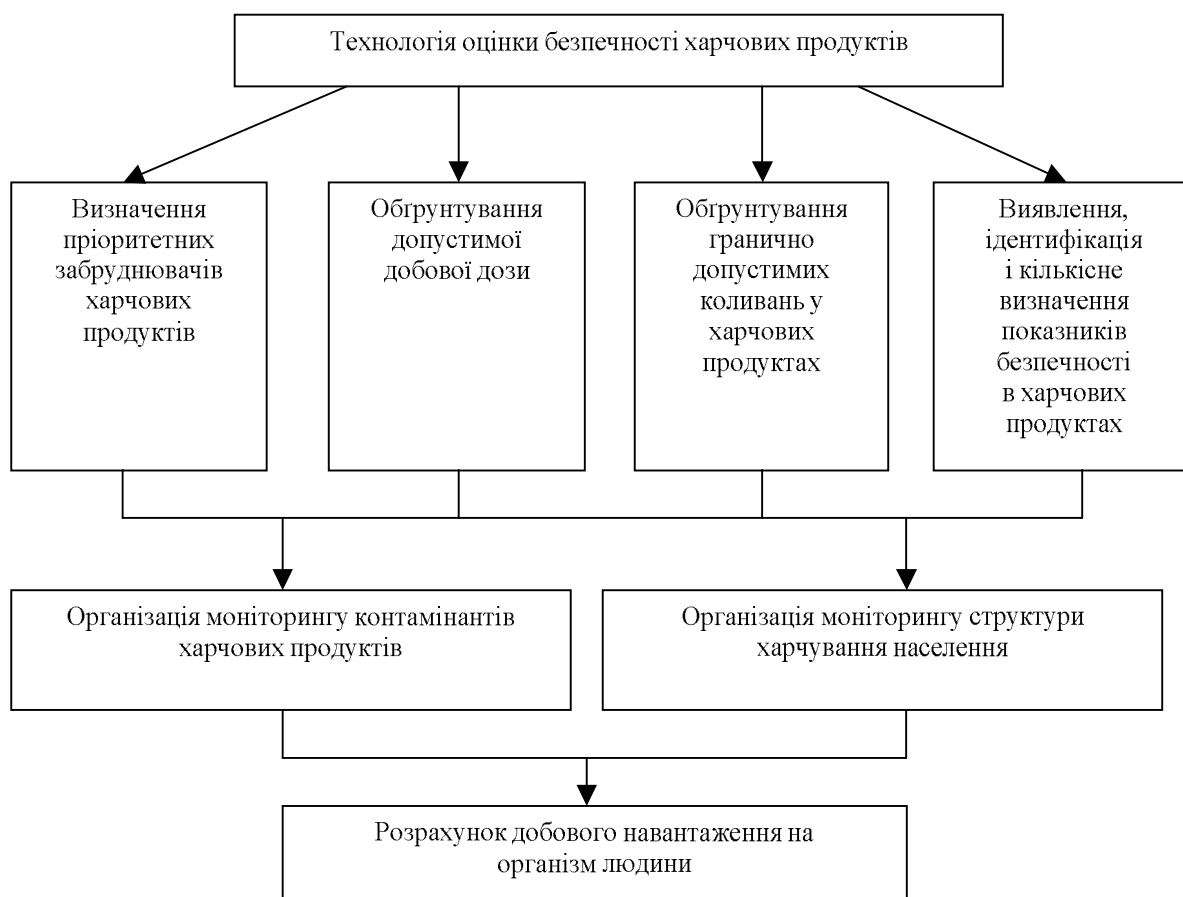 Технологія оцінки безпечності харчових продуктів
Визначення
пріоритетних
забруднювачів
харчових
продуктів
Обґрунтування
допустимої
добової дози
Обґрунтування
гранично
допустимих
коливань у
харчових
продуктах
Виявлення,
ідентифікація
і кількісне
визначення
показників
безпечності
в харчових
продуктах
Організація моніторингу контамінантів
харчових продуктів
Організація моніторингу структури
харчування населення
Розрахунок добового навантаження на
організм людини